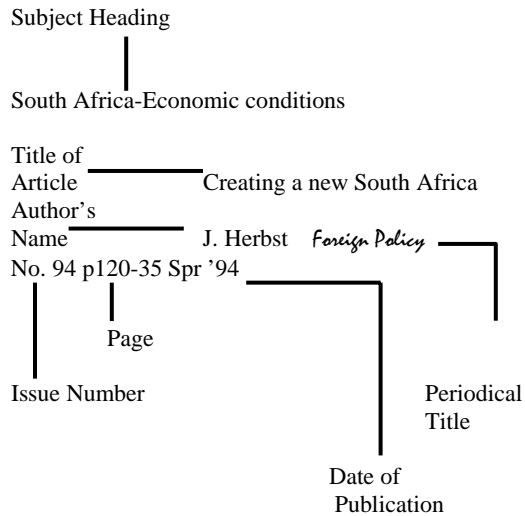 Subject Heading
South Africa-Economic conditions
Title of
Article Creating a new South Africa
Author’s
Name J. Herbst Foreign Policy
No. 94 p120-35 Spr ’94
Page
Issue Number Periodical
Title
Date of
Publication